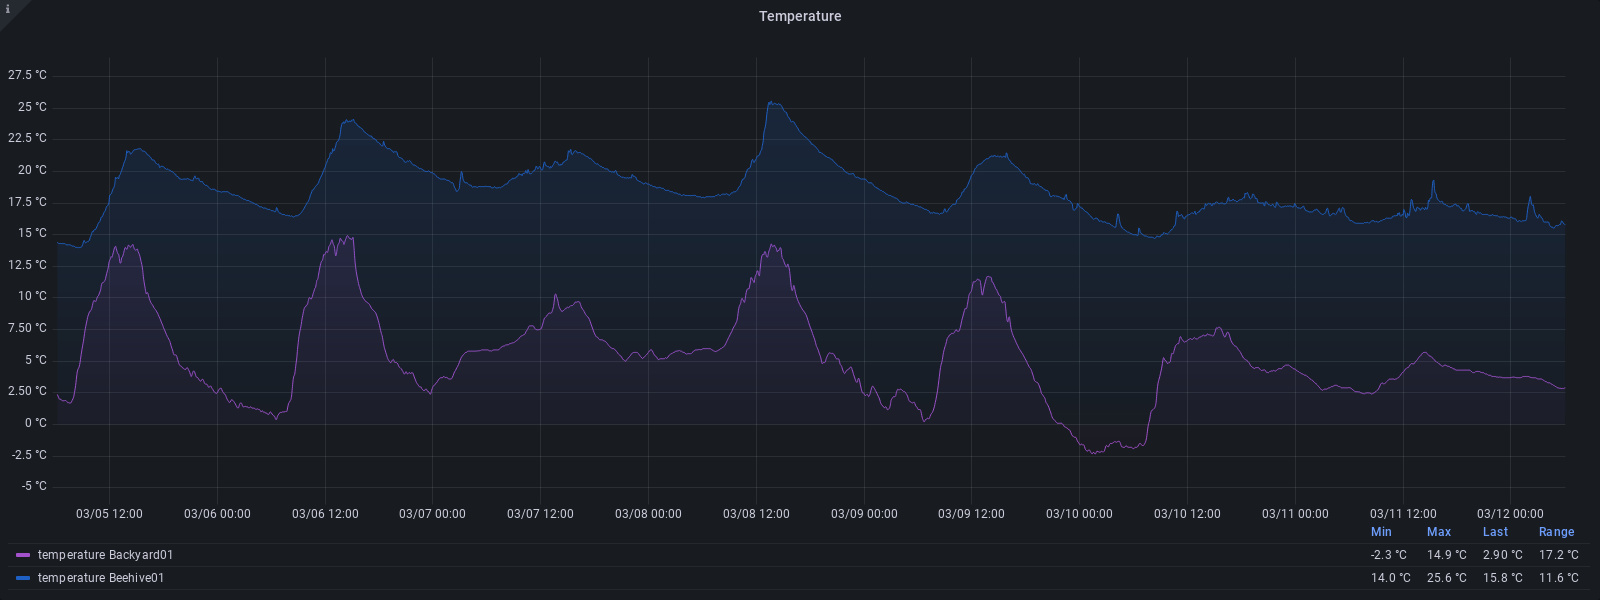 i
Temperature
27.5 °C
25 °C
22.5 °C
20 °C
17.5 °C
15 °C
12.5 °C
10 °C
7.50 °C
5 °C
2.50 °C
0 °C
-2.5 °C
-5 °C
03/05 12:00 03/06 00:00 03/06 12:00 03/07 00:00 03/07 12:00 03/08 00:00 03/08 12:00 03/09 00:00 03/09 12:00 03/10 00:00 03/10 12:00 03/11 00:00 03/11 12:00 03/12 00:00
Min Max Last Range
temperature Backyard01 -2.3 °C 14.9 °C 2.90 °C 17.2 °C
temperature Beehive01 14.0 °C 25.6 °C 15.8 °C 11.6 °C